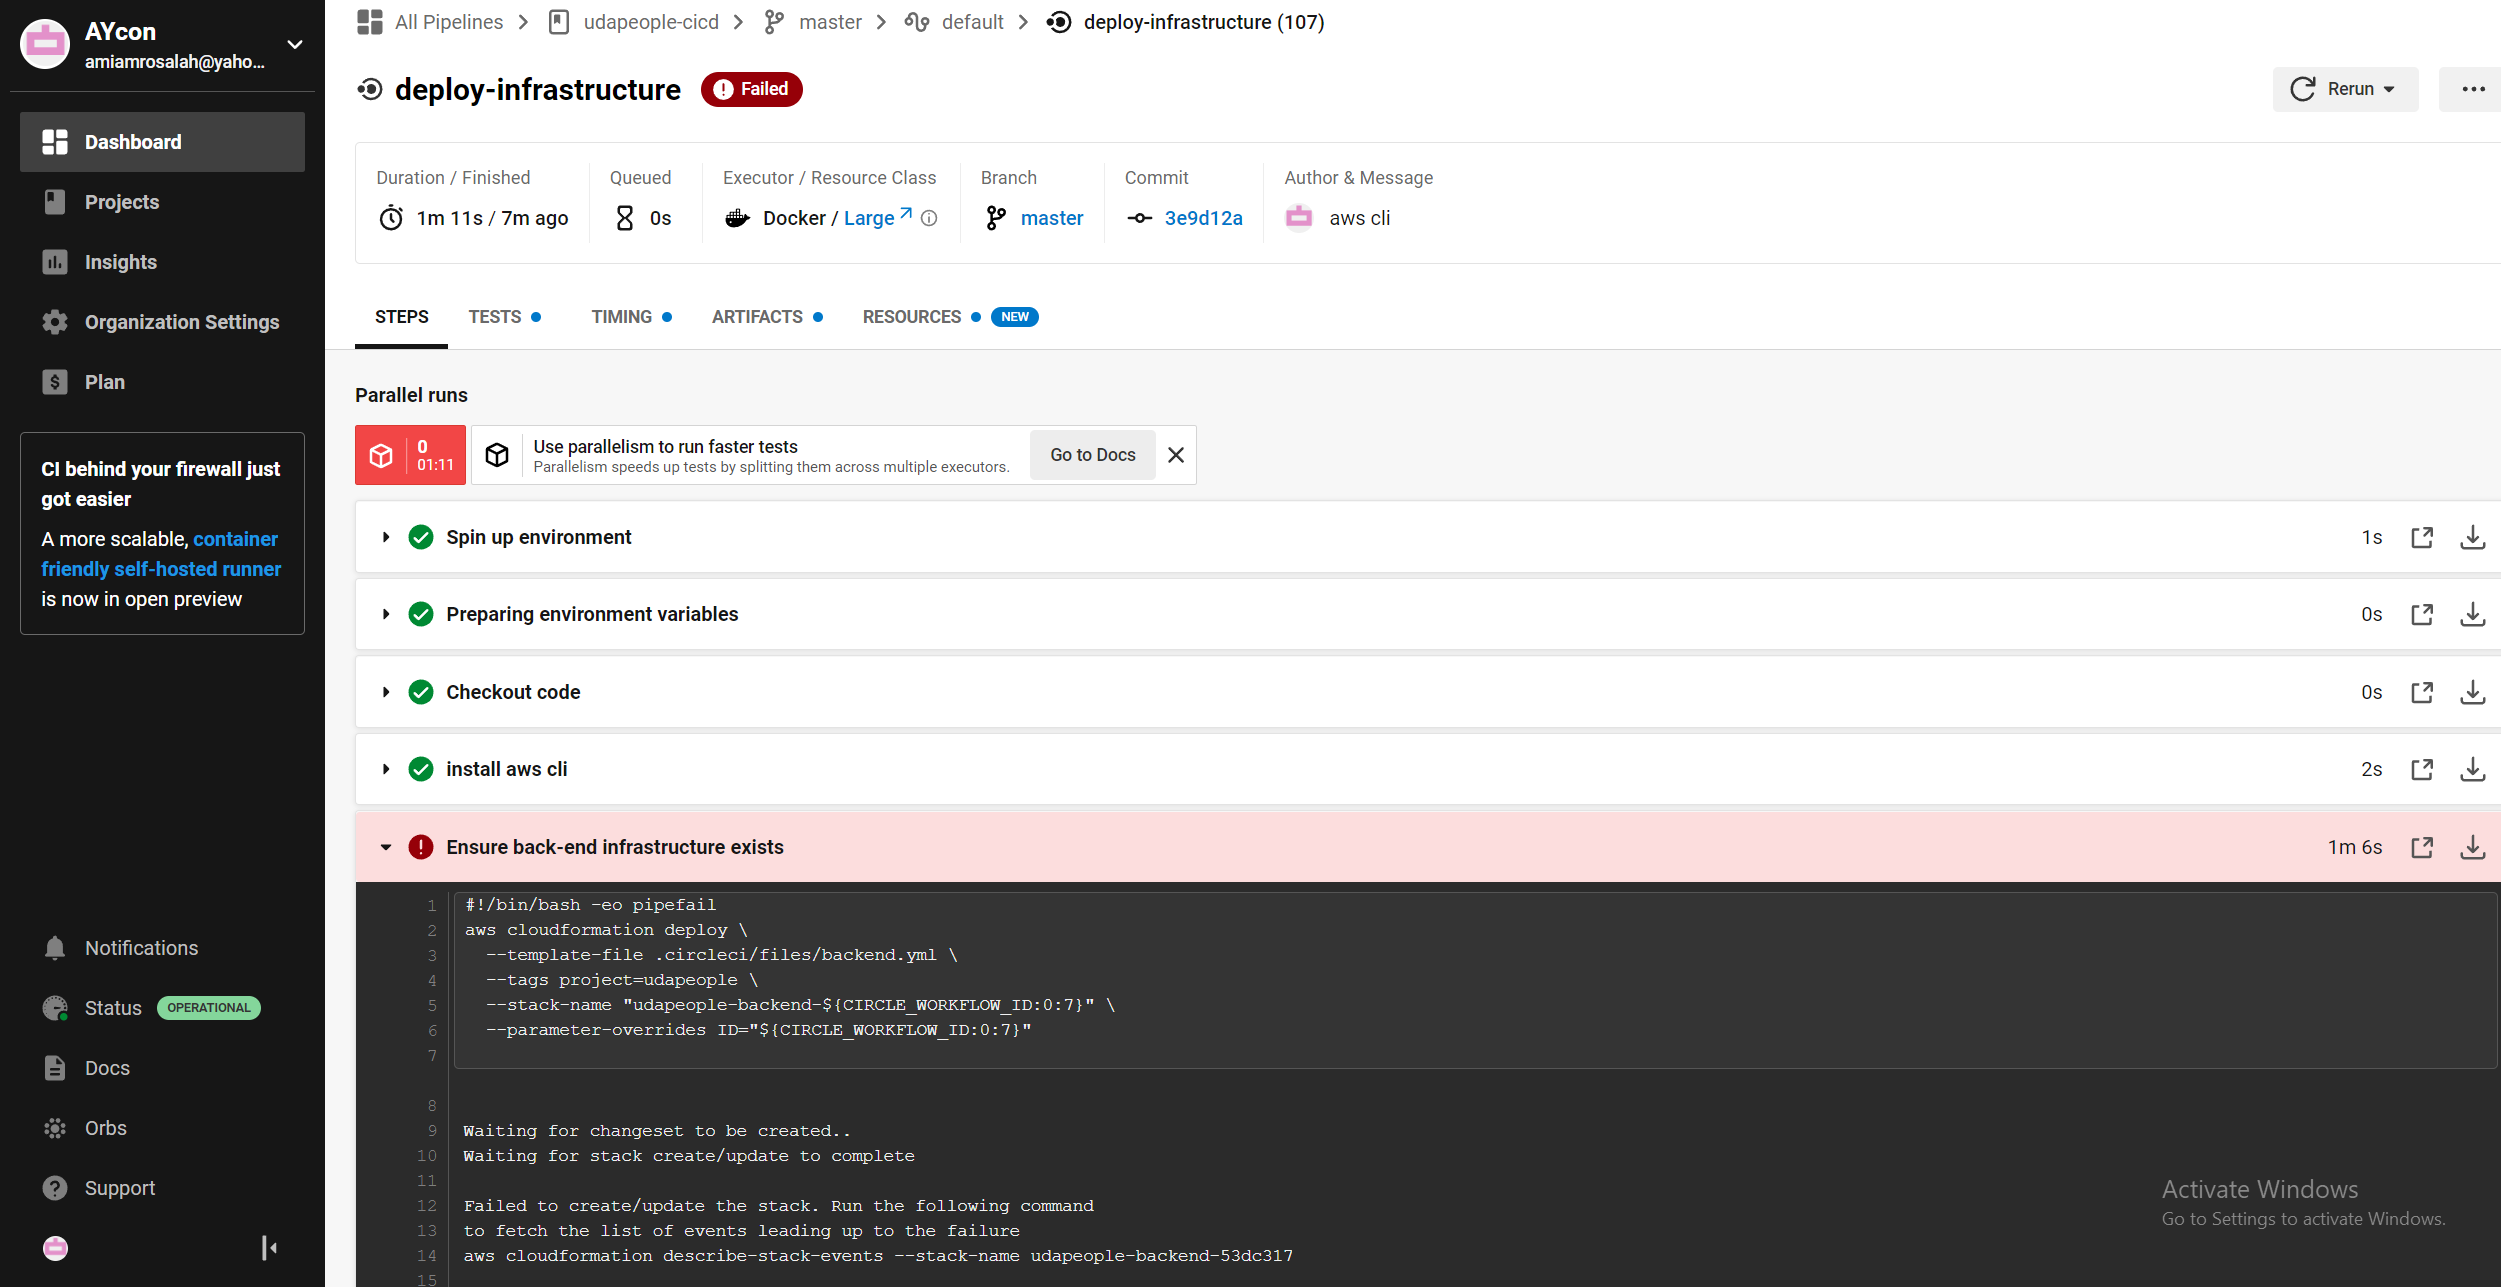 AYcon
amiamrosalah@yaho...
Dashboard
Projects
Insights
Organization Settings
Plan
CI behind your firewall just
got easier
A more scalable, container
friendly self-hosted runner
is now in open preview
Notifications
Status OPERATIONAL
Docs
Orbs
Support
All Pipelines > udapeople-cicd > master > default > deploy-infrastructure (107)
deploy-infrastructure Failed
Rerun
Duration / Finished
1m 11s / 7m ago
Queued
0s
Executor / Resource Class
Docker / Large
Branch
master
Commit
3e9d12a
Author & Message
aws cli
STEPS TESTS TIMING ARTIFACTS RESOURCES NEW
Parallel runs
0
01:11
Use parallelism to run faster tests
Parallelism speeds up tests by splitting them across multiple executors.
Go to Docs
Spin up environment 1s
Preparing environment variables 0s
Checkout code 0s
install aws cli 2s
Ensure back-end infrastructure exists 1m 6s
1 #!/bin/bash -eo pipefail
2 aws cloudformation deploy \
3 --template-file .circleci/files/backend.yml \
4 --tags project=udapeople \
5 --stack-name "udapeople-backend-${CIRCLE_WORKFLOW_ID:0:7}" \
6 --parameter-overrides ID="${CIRCLE_WORKFLOW_ID:0:7}"
7
8
9 Waiting for changeset to be created..
10 Waiting for stack create/update to complete
11
12 Failed to create/update the stack. Run the following command
13 to fetch the list of events leading up to the failure
14 aws cloudformation describe-stack-events --stack-name udapeople-backend-53dc317
15
Activate Windows
Go to Settings to activate Windows.